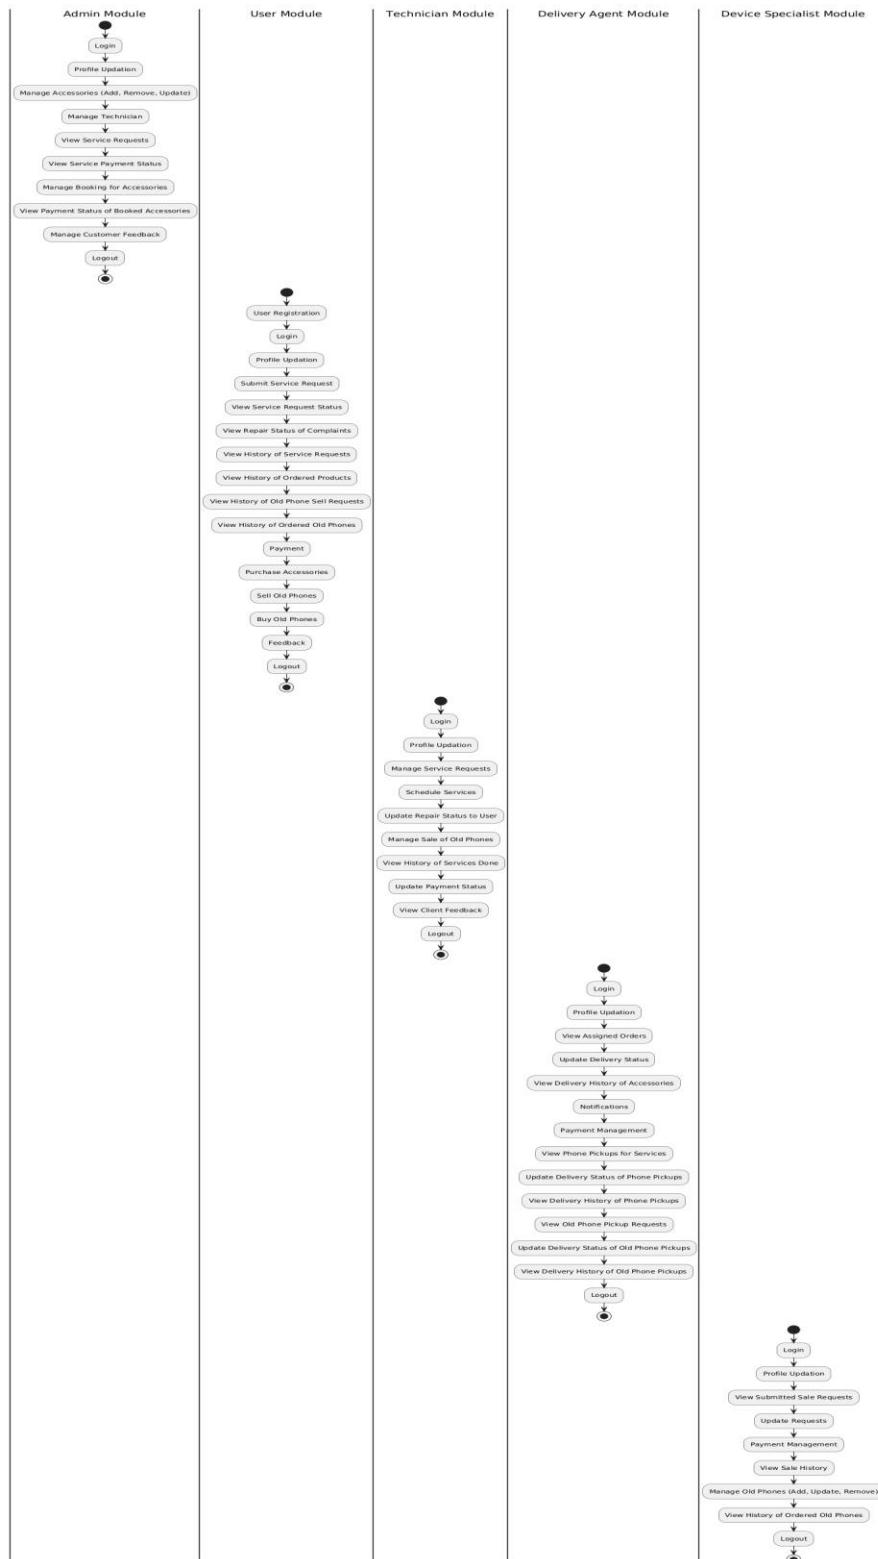 Admin Module
User Module
Technician Module
Delivery Agent Module
Device Specialist Module
Login
Profile Updation
Manage Accessories (Add, Remove, Update)
Manage Technician
View Service Requests
View Service Payment Status
Manage Booking for Accessories
View Payment Status of Booked Accessories
Manage Customer Feedback
Logout
User Registration
Login
Profile Updation
Submit Service Request
View Service Request Status
View Repair Status of Complaints
View History of Service Requests
View History of Ordered Products
View History of Old Phone Sell Requests
View History of Ordered Old Phones
Payment
Purchase Accessories
Sell Old Phones
Buy Old Phones
Feedback
Logout
Login
Profile Updation
Manage Service Requests
Schedule Services
Update Repair Status to User
Manage Sale of Old Phones
View History of Services Done
Update Payment Status
View Client Feedback
Logout
Login
Profile Updation
View Assigned Orders
Update Delivery Status
View Delivery History of Accessories
Notifications
Payment Management
View Phone Pickups for Services
Update Delivery Status of Phone Pickups
View Delivery History of Phone Pickups
View Old Phone Pickup Requests
Update Delivery Status of Old Phone Pickups
View Delivery History of Old Phone Pickups
Logout
Login
Profile Updation
View Submitted Sale Requests
Update Requests
Payment Management
View Sale History
Manage Old Phones (Add, Update, Remove)
View History of Ordered Old Phones
Logout